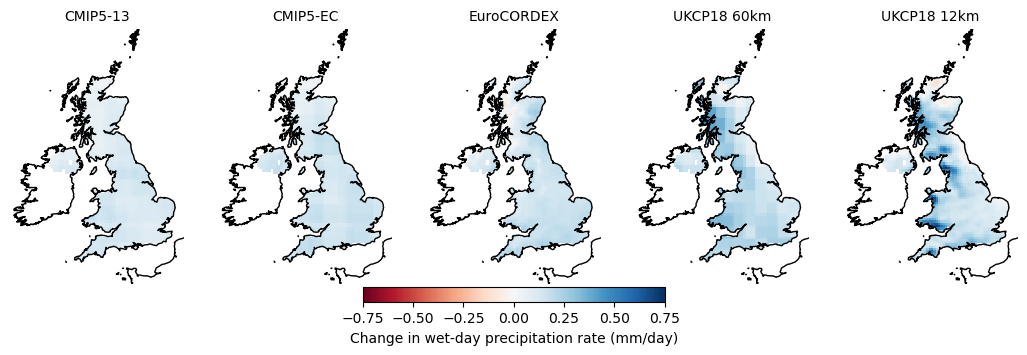 CMIP5-13
CMIP5-EC
EuroCORDEX
UKCP18 60km
UKCP18 12km
−0.75 −0.50 −0.25 0.00 0.25 0.50 0.75
Change in wet-day precipitation rate (mm/day)